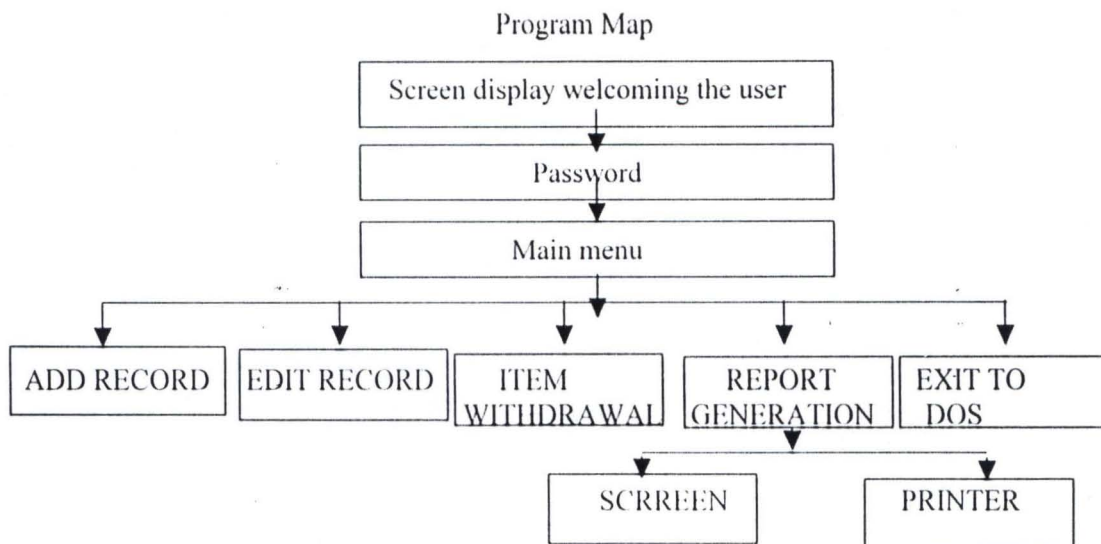 Program Map
Screen display welcoming the user
Password
Main menu
ADD RECORD
EDIT RECORD
ITEM
WITHDRAWAL
REPORT
GENERATION
EXIT TO
DOS
SCRREEN
PRINTER